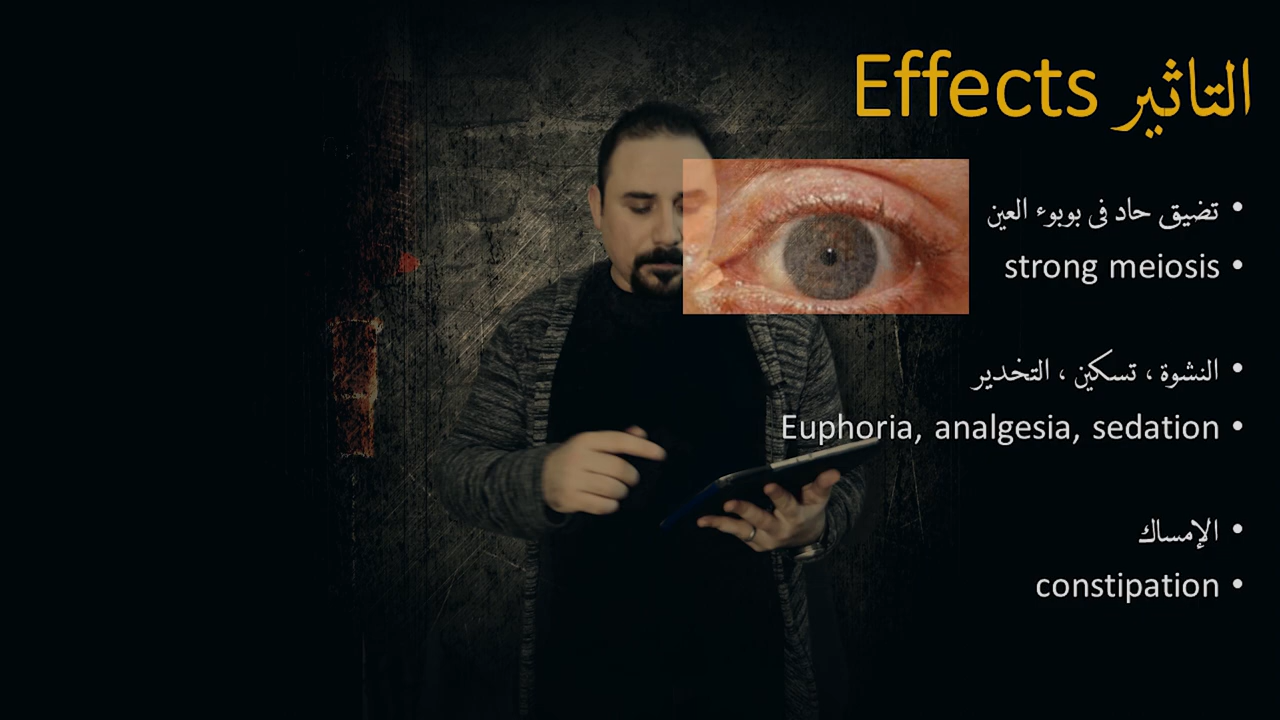 التاثير Effects
تضيق حاد فى بوبوء العين
strong meiosis
النشوة ، تسكين ، التخدير
Euphoria, analgesia, sedation
الإمساك
constipation